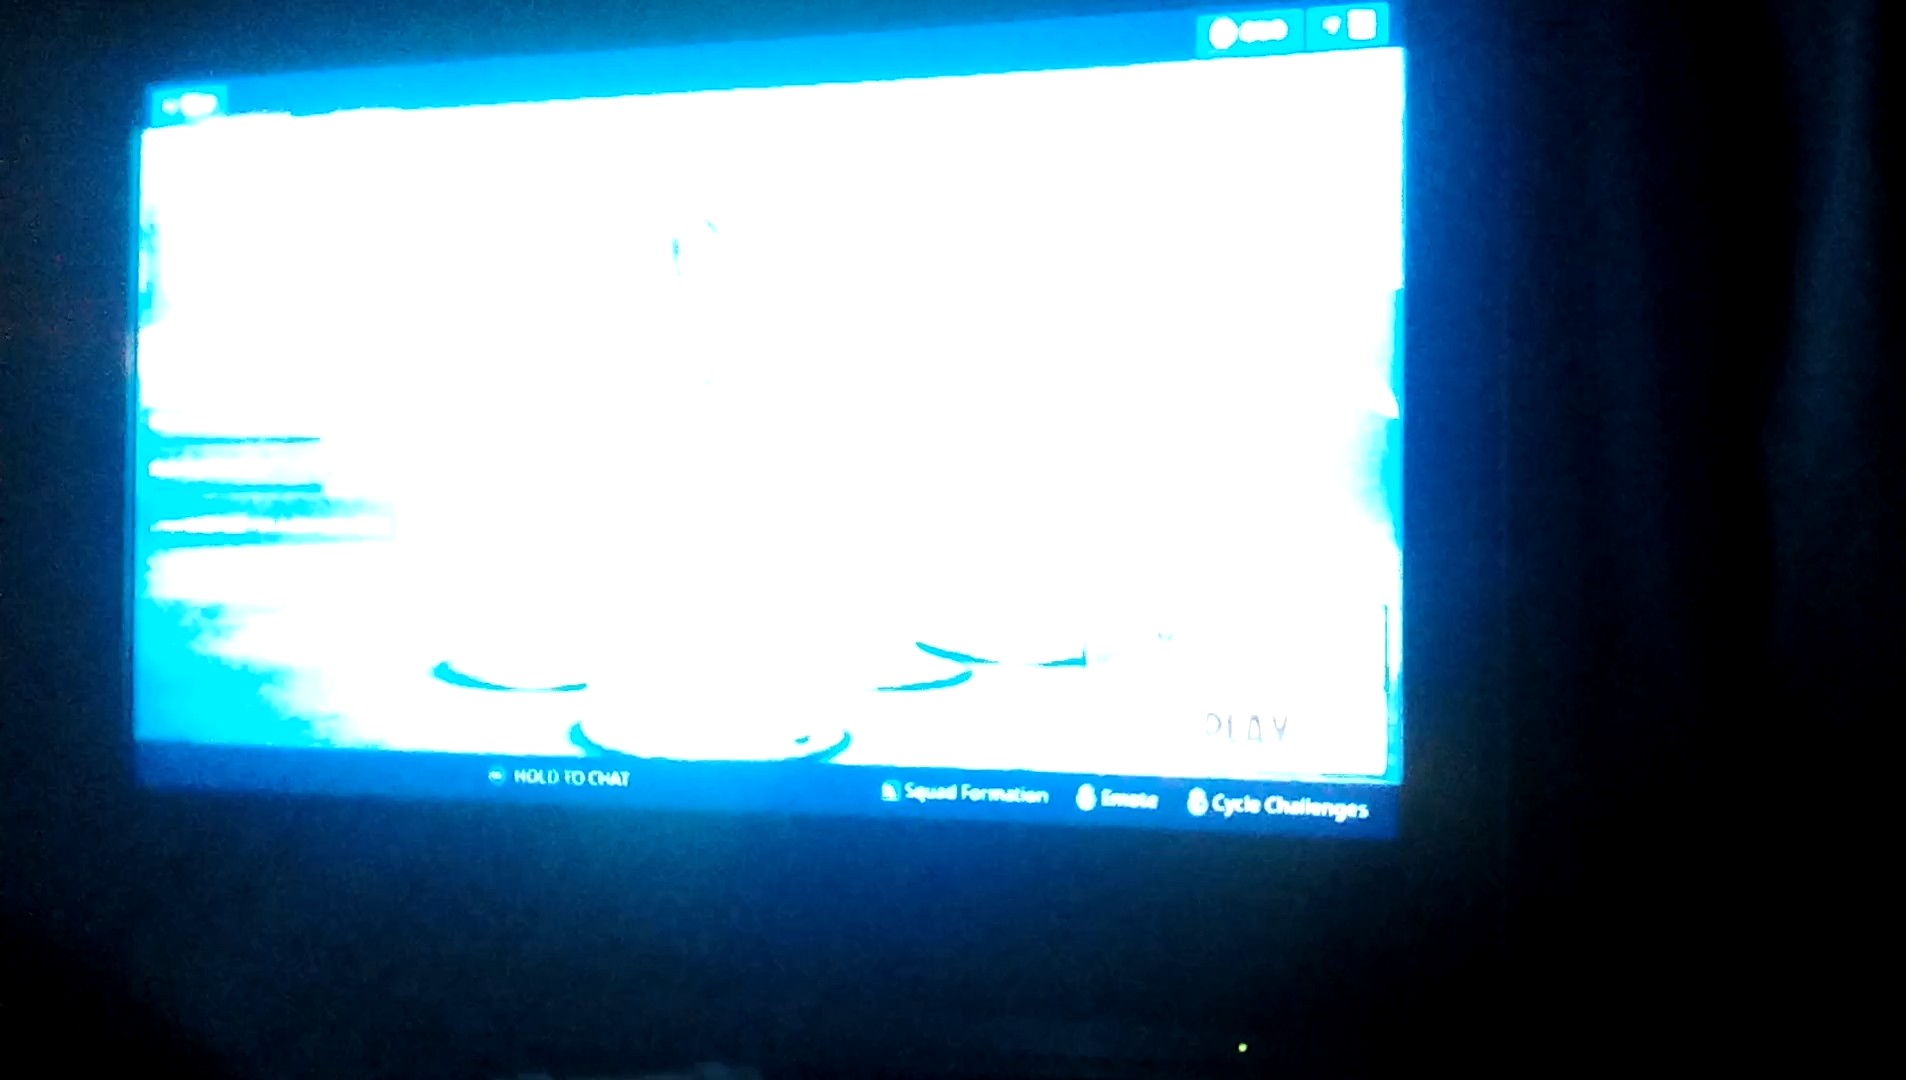 PLAY
HOLD TO CHAT
Squad Formation
Emote
Cycle Challenges